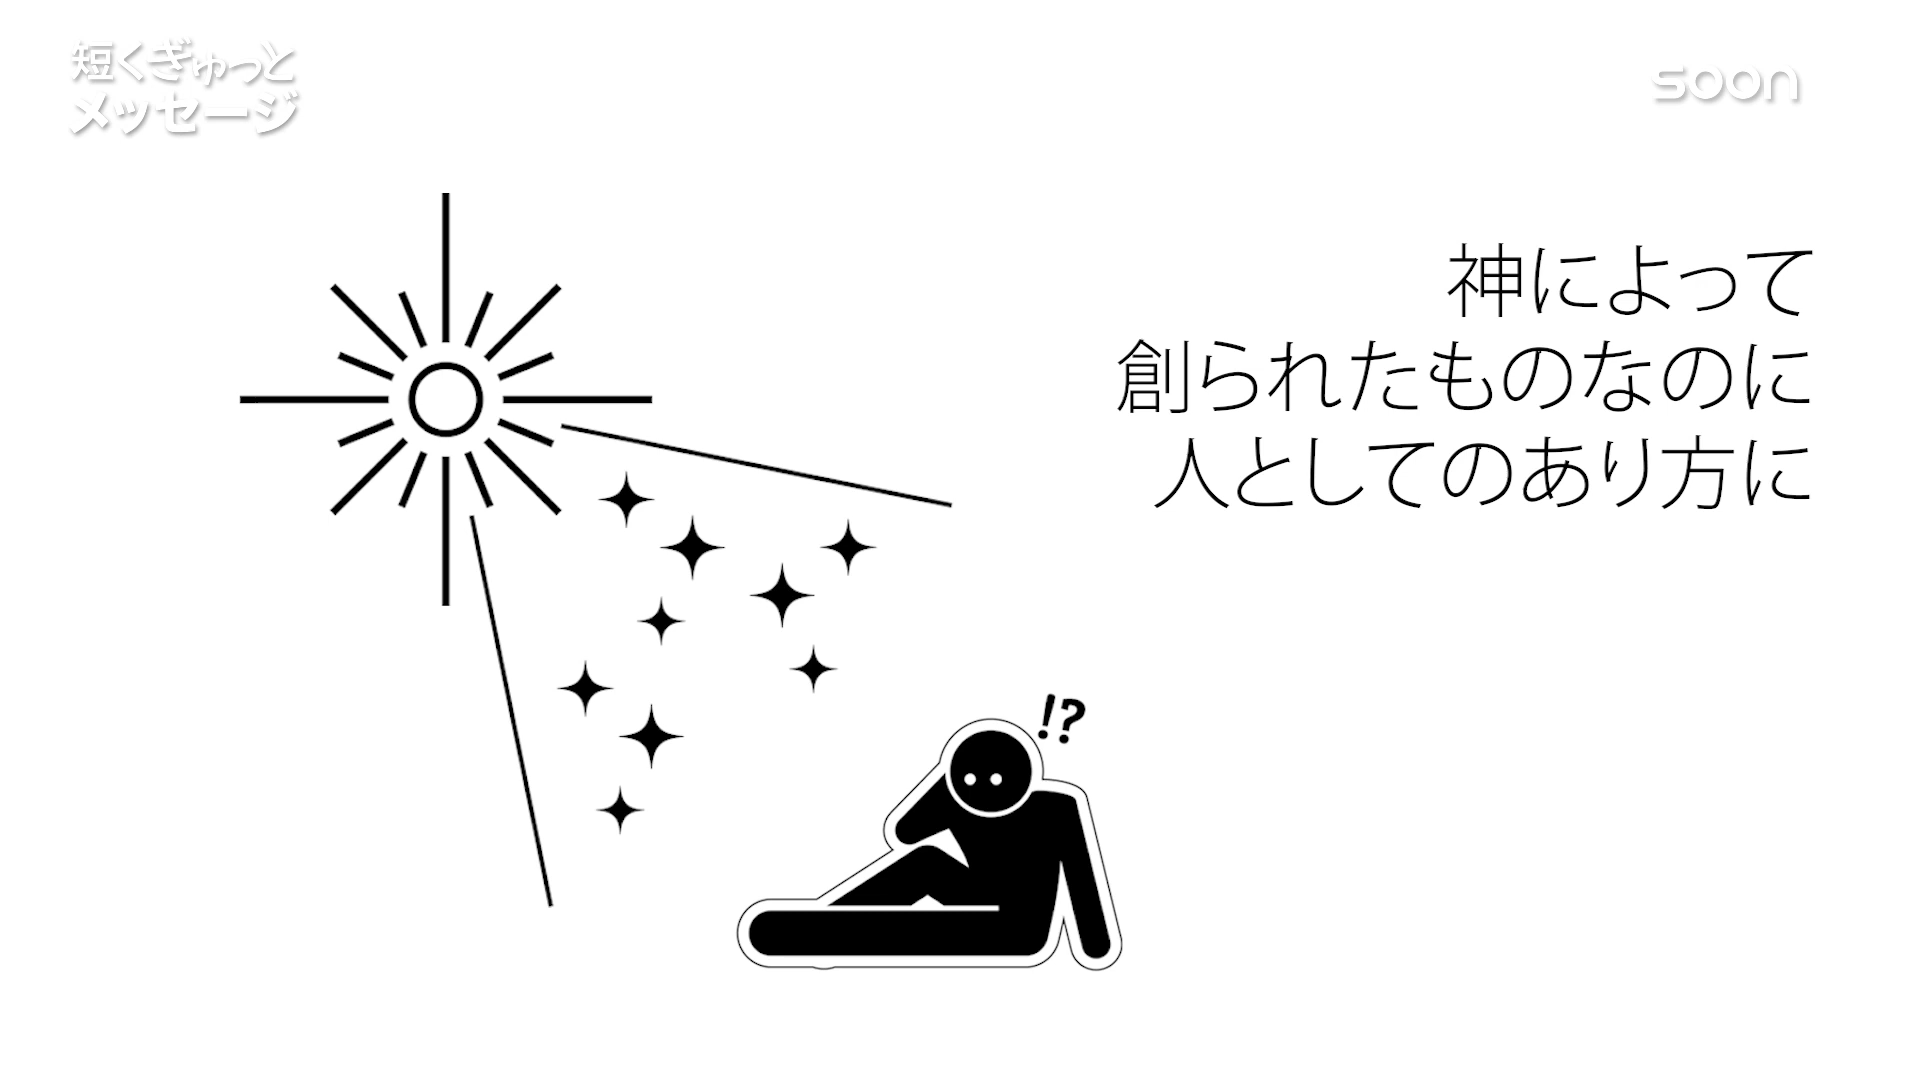 短くぎゅっと
メッセージ
soon
神によって
創られたものなのに
人としてのあり方に
!?